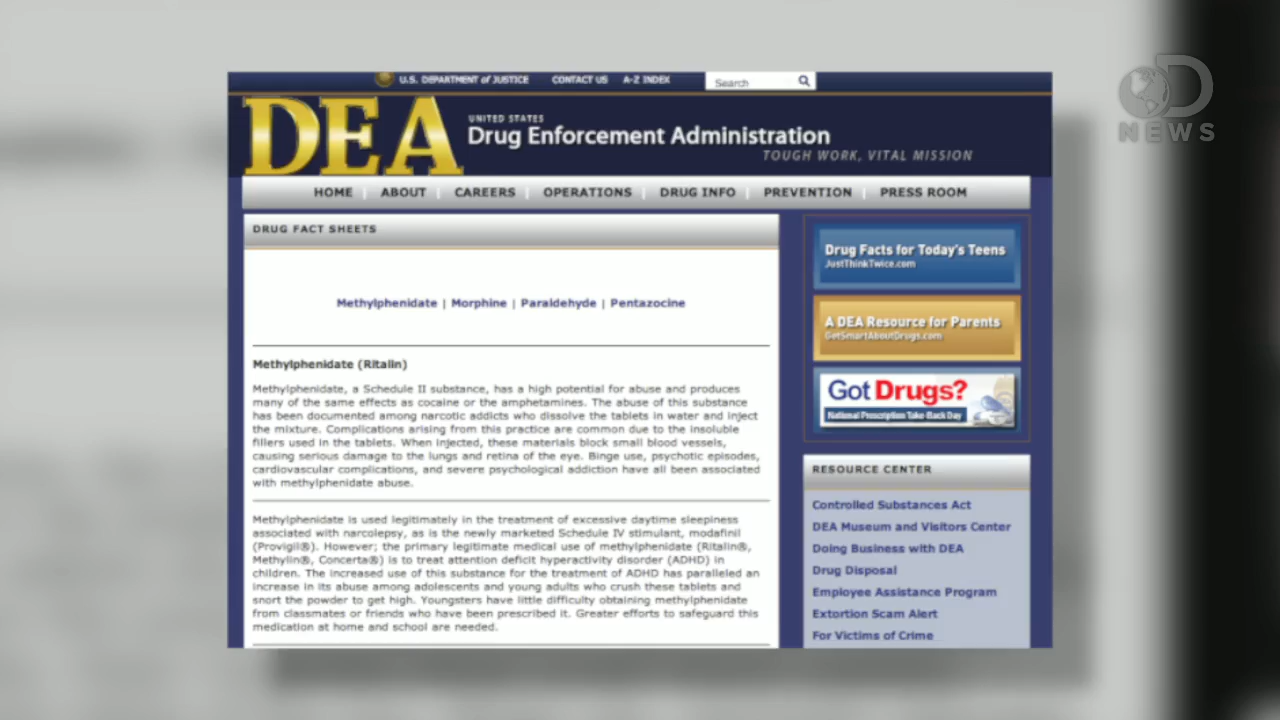 U.S. DEPARTMENT of JUSTICE CONTACT US A-Z INDEX Search
DEA
UNITED STATES
Drug Enforcement Administration
TOUGH WORK, VITAL MISSION
D
NEWS
HOME | ABOUT | CAREERS | OPERATIONS | DRUG INFO | PREVENTION | PRESS ROOM
DRUG FACT SHEETS
Methylphenidate | Morphine | Paraldehyde | Pentazocine
Methylphenidate (Ritalin)
Methylphenidate, a Schedule II substance, has a high potential for abuse and produces
many of the same effects as cocaine or the amphetamines. The abuse of this substance
has been documented among narcotic addicts who dissolve the tablets in water and inject
the mixture. Complications arising from this practice are common due to the insoluble
fillers used in the tablets. When injected, these materials block small blood vessels,
causing serious damage to the lungs and retina of the eye. Binge use, psychotic episodes,
cardiovascular complications, and severe psychological addiction have all been associated
with methylphenidate abuse.
Methylphenidate is used legitimately in the treatment of excessive daytime sleepiness
associated with narcolepsy, as is the newly marketed Schedule IV stimulant, modafinil
(Provigil®). However; the primary legitimate medical use of methylphenidate (Ritalin®,
Methylin®, Concerta®) is to treat attention deficit hyperactivity disorder (ADHD) in
children. The increased use of this substance for the treatment of ADHD has paralleled an
increase in its abuse among adolescents and young adults who crush these tablets and
snort the powder to get high. Youngsters have little difficulty obtaining methylphenidate
from classmates or friends who have been prescribed it. Greater efforts to safeguard this
medication at home and school are needed.
Drug Facts for Today's Teens
JustThinkTwice.com
A DEA Resource for Parents
GetSmartAboutDrugs.com
Got Drugs?
National Prescription Take-Back Day
RESOURCE CENTER
Controlled Substances Act
DEA Museum and Visitors Center
Doing Business with DEA
Drug Disposal
Employee Assistance Program
Extortion Scam Alert
For Victims of Crime